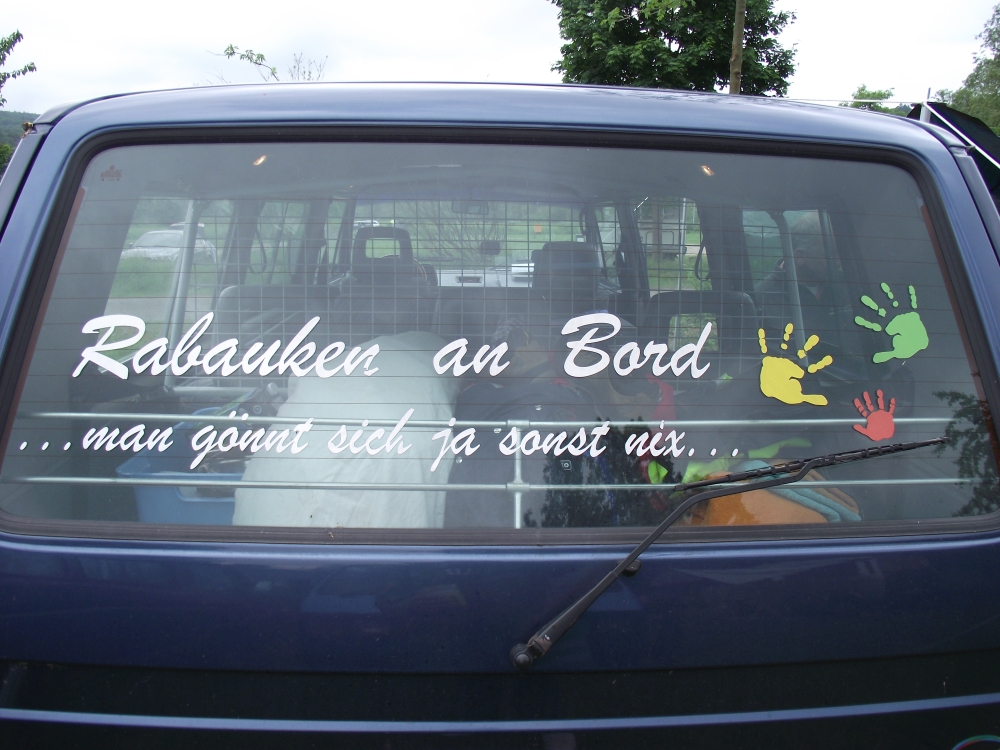 Rabauken an Bord
...man gönnt sich ja sonst nix...